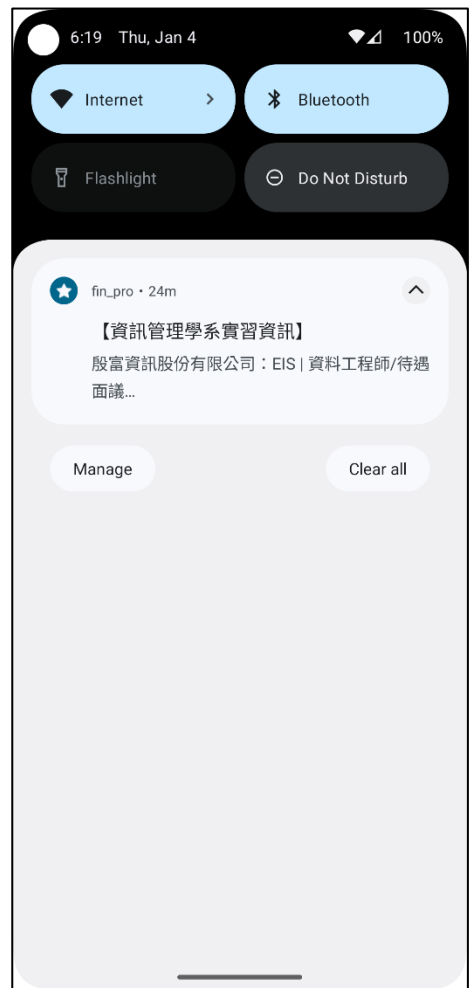 6:19 Thu, Jan 4 100%
Internet Bluetooth
Flashlight Do Not Disturb
fin_pro • 24m
【資訊管理學系實習資訊】
殷富資訊股份有限公司：EIS | 資料工程師/待遇
面議…
Manage Clear all